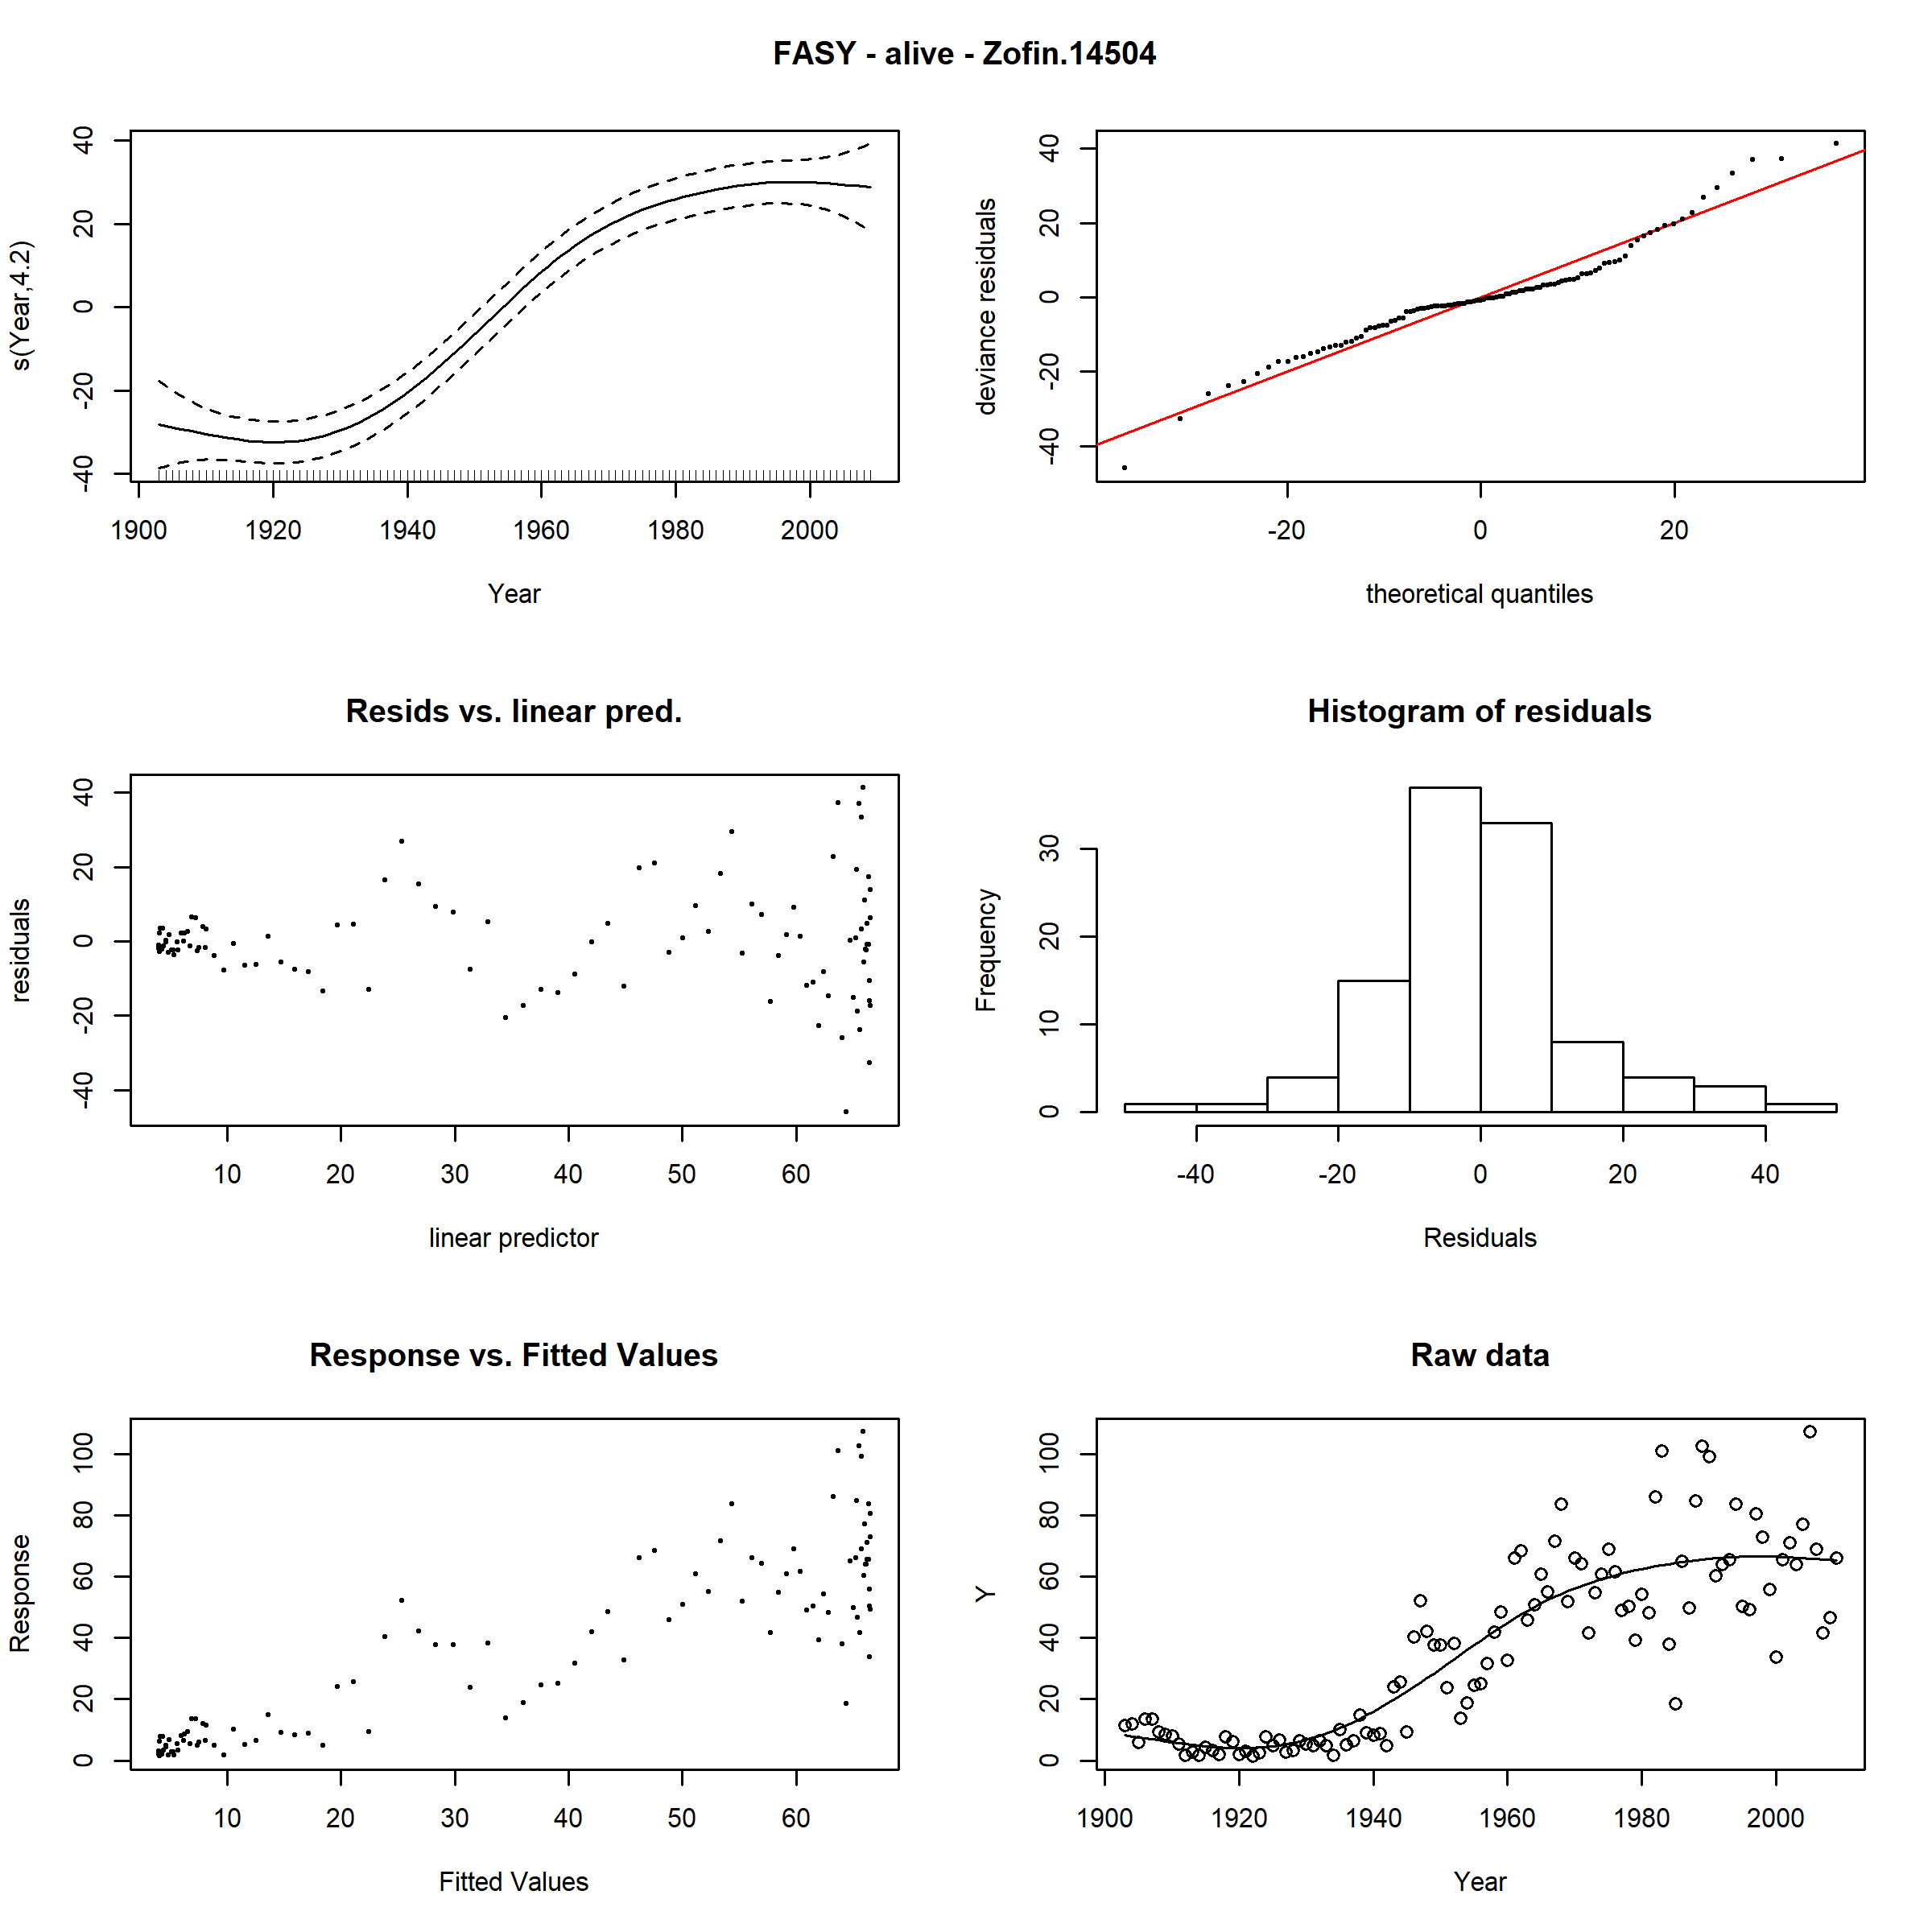 FASY - alive - Zofin.14504
s(Year,4.2)
-40 -20 0 20 40
1900 1920 1940 1960 1980 2000
Year
deviance residuals
-40 -20 0 20 40
-20 0 20
theoretical quantiles
Resids vs. linear pred.
residuals
-40 -20 0 20 40
10 20 30 40 50 60
linear predictor
Histogram of residuals
Frequency
0 10 20 30
-40 -20 0 20 40
Residuals
Response vs. Fitted Values
Response
0 20 40 60 80 100
10 20 30 40 50 60
Fitted Values
Raw data
Y
0 20 40 60 80 100
1900 1920 1940 1960 1980 2000
Year